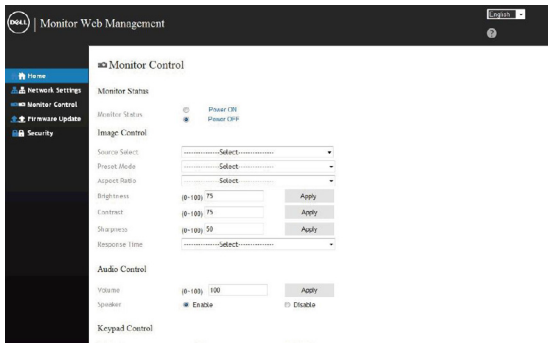 DELL | Monitor Web Management
English
?
Home
Network Settings
Monitor Control
Firmware Update
Security
Monitor Control
Monitor Status
Monitor Status
Power ON
Power OFF
Image Control
Source Select ---------------Select---------------
Preset Mode ---------------Select---------------
Aspect Ratio ---------------Select---------------
Brightness (0~100) 75 Apply
Contrast (0~100) 75 Apply
Sharpness (0~100) 50 Apply
Response Time ---------------Select---------------
Audio Control
Volume (0~100) 100 Apply
Speaker Enable Disable
Keypad Control